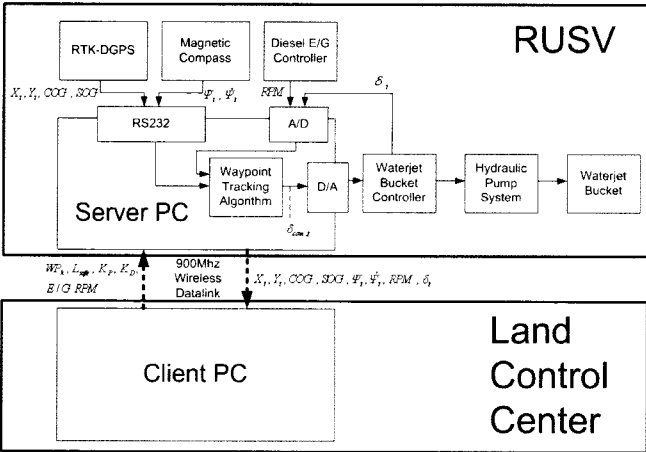 RUSV
RTK-DGPS
Magnetic
Compass
Diesel E/G
Controller
X_t, Y_t, COG, SOG
Ψ_t, Ψ̇_t
RPM
δ_t
RS232
A/D
Waypoint
Tracking
Algorithm
D/A
Waterjet
Bucket
Controller
Hydraulic
Pump
System
Waterjet
Bucket
Server PC
δ_com,t
WP_k, L_spk, K_P, K_D,
E/G RPM
900Mhz
Wireless
Datalink
X_t, Y_t, COG, SOG, Ψ_t, Ψ̇_t, RPM, δ_t
Client PC
Land
Control
Center